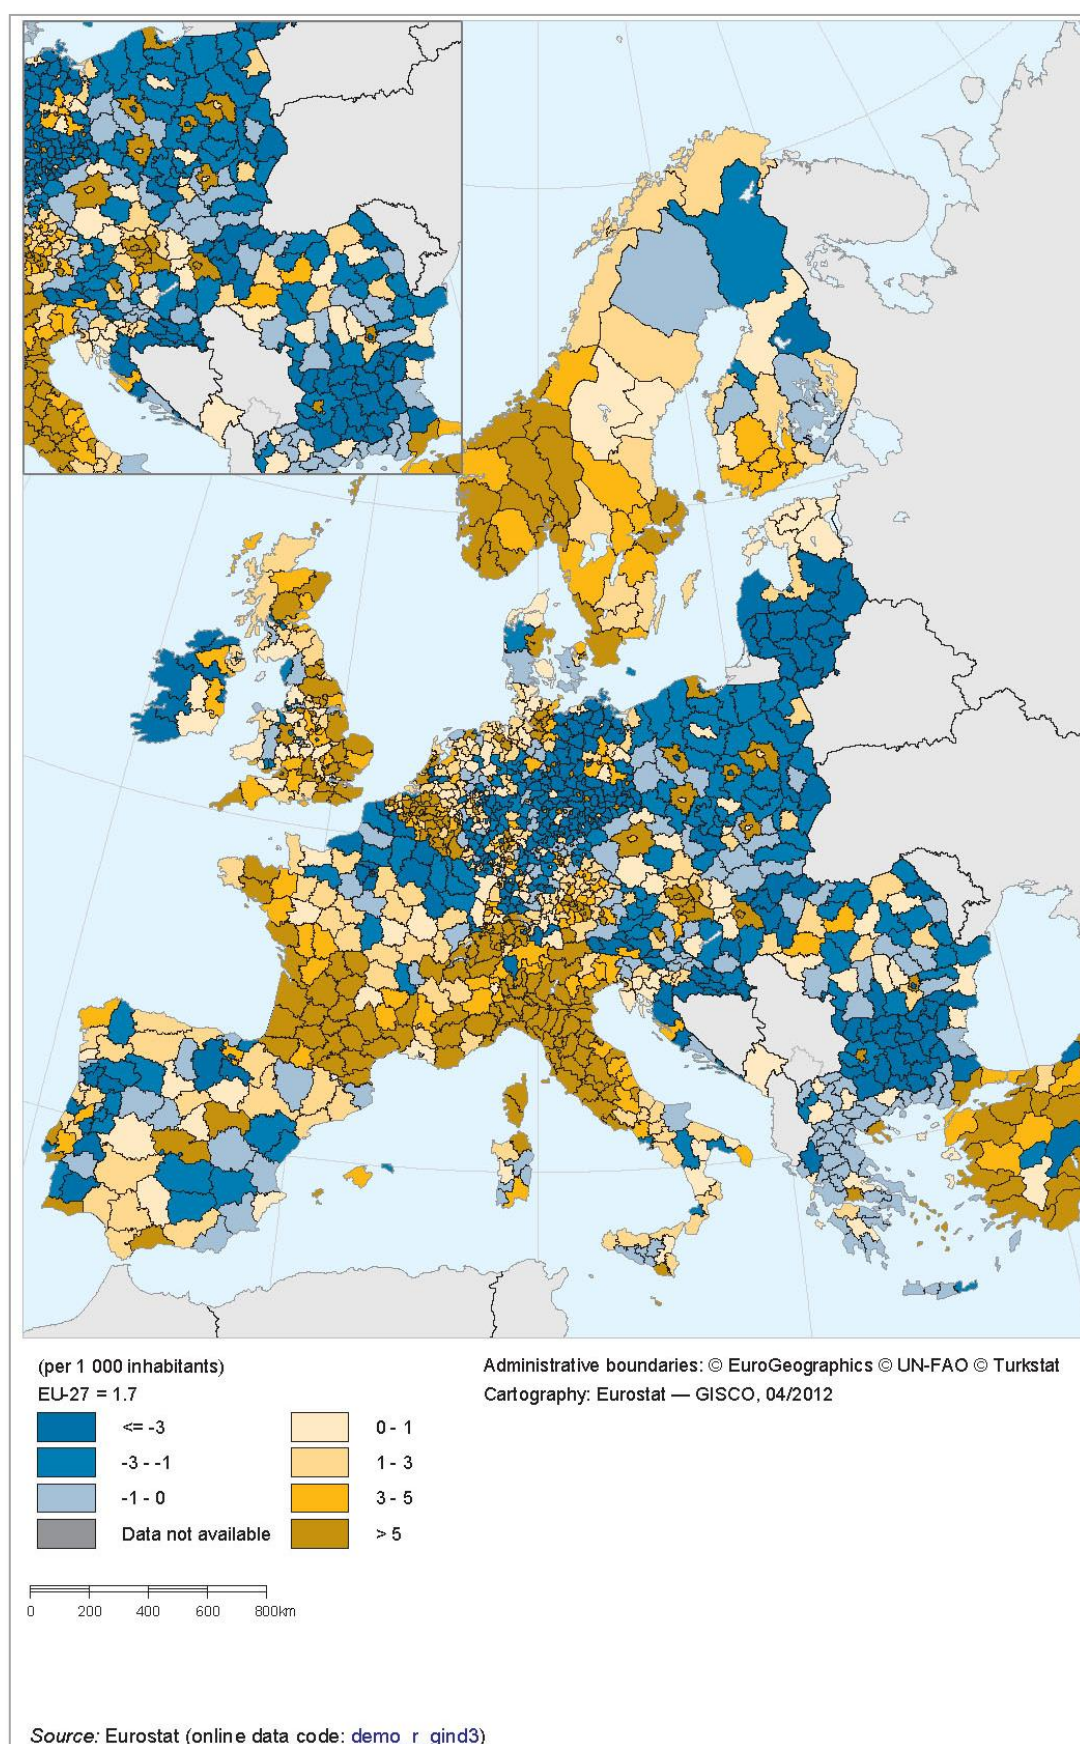 (per 1 000 inhabitants)
EU-27 = 1.7
<= -3
-3 - -1
-1 - 0
Data not available
0 - 1
1 - 3
3 - 5
> 5
Administrative boundaries: © EuroGeographics © UN-FAO © Turkstat
Cartography: Eurostat — GISCO, 04/2012
0 200 400 600 800km
Source: Eurostat (online data code: demo_r_gind3)